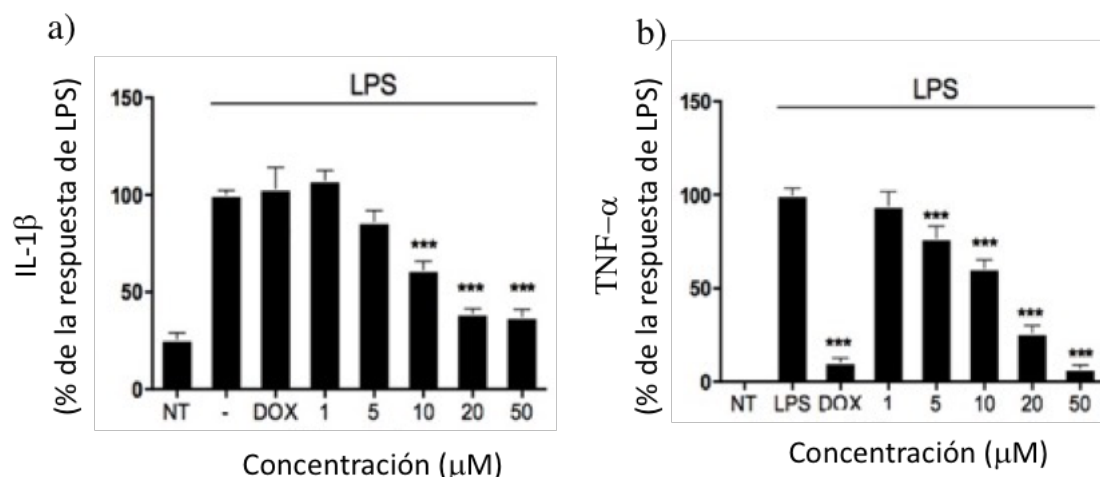 a)
LPS
IL-1β
(% de la respuesta de LPS)
150
100
50
0
***
***
***
NT - DOX 1 5 10 20 50
Concentración (μM)
b)
LPS
TNF–α
(% de la respuesta de LPS)
150
100
50
0
***
***
***
***
***
NT LPS DOX 1 5 10 20 50
Concentración (μM)